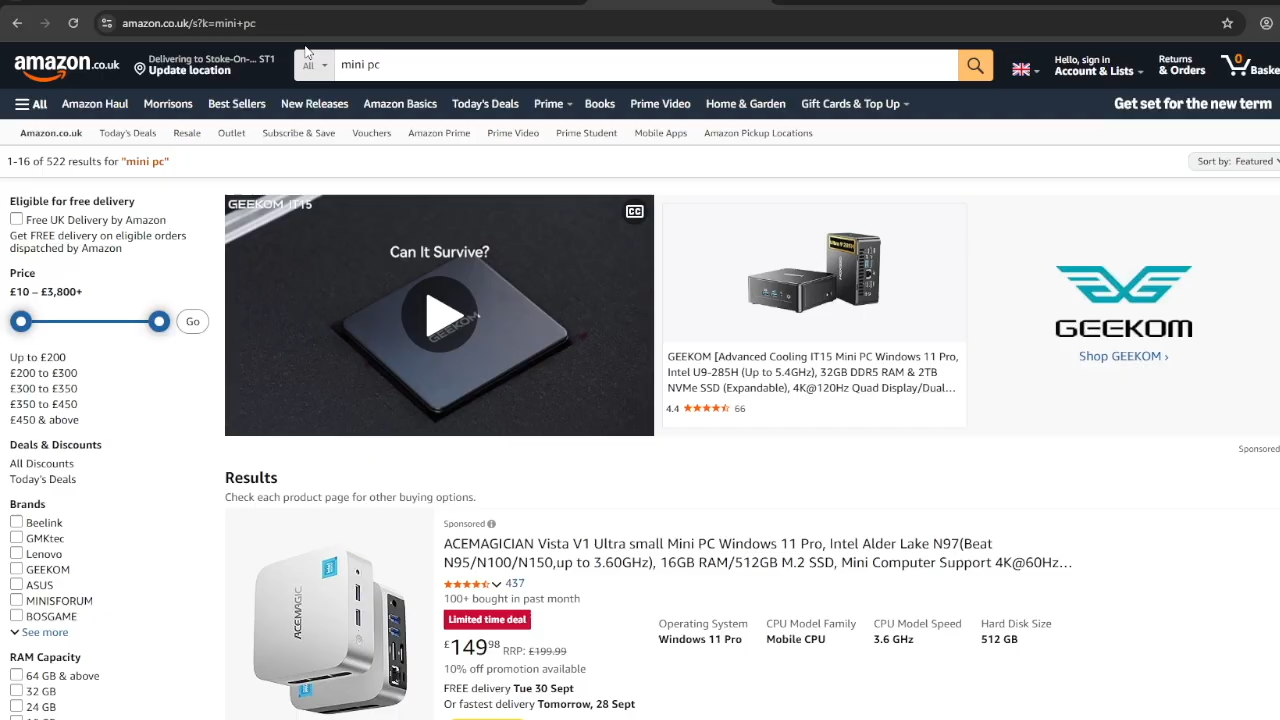 amazon.co.uk/s?k=mini+pc
amazon.co.uk
Delivering to Stoke-On-... ST1
Update location
All
mini pc
Hello, sign in
Account & Lists
Returns
& Orders
0
Baske
All
Amazon Haul
Morrisons
Best Sellers
New Releases
Amazon Basics
Today's Deals
Prime
Books
Prime Video
Home & Garden
Gift Cards & Top Up
Get set for the new term
Amazon.co.uk
Today's Deals
Resale
Outlet
Subscribe & Save
Vouchers
Amazon Prime
Prime Video
Prime Student
Mobile Apps
Amazon Pickup Locations
1-16 of 522 results for "mini pc"
Sort by: Featured
Eligible for free delivery
Free UK Delivery by Amazon
Get FREE delivery on eligible orders
dispatched by Amazon
Price
£10 – £3,800+
Go
Up to £200
£200 to £300
£300 to £350
£350 to £450
£450 & above
Deals & Discounts
All Discounts
Today's Deals
Brands
Beelink
GMKtec
Lenovo
GEEKOM
ASUS
MINISFORUM
BOSGAME
See more
RAM Capacity
64 GB & above
32 GB
24 GB
GEEKOM IT15
CC
Can It Survive?
GEEKOM
GEEKOM [Advanced Cooling IT15 Mini PC Windows 11 Pro,
Intel U9-285H (Up to 5.4GHz), 32GB DDR5 RAM & 2TB
NVMe SSD (Expandable), 4K@120Hz Quad Display/Dual...
4.4
66
GEEKOM
Shop GEEKOM ›
Sponsored
Results
Check each product page for other buying options.
ACEMAGIC
Sponsored
ACEMAGICIAN Vista V1 Ultra small Mini PC Windows 11 Pro, Intel Alder Lake N97(Beat
N95/N100/N150,up to 3.60GHz), 16GB RAM/512GB M.2 SSD, Mini Computer Support 4K@60Hz...
437
100+ bought in past month
Limited time deal
£149.98 RRP: £199.99
10% off promotion available
FREE delivery Tue 30 Sept
Or fastest delivery Tomorrow, 28 Sept
Operating System
Windows 11 Pro
CPU Model Family
Mobile CPU
CPU Model Speed
3.6 GHz
Hard Disk Size
512 GB